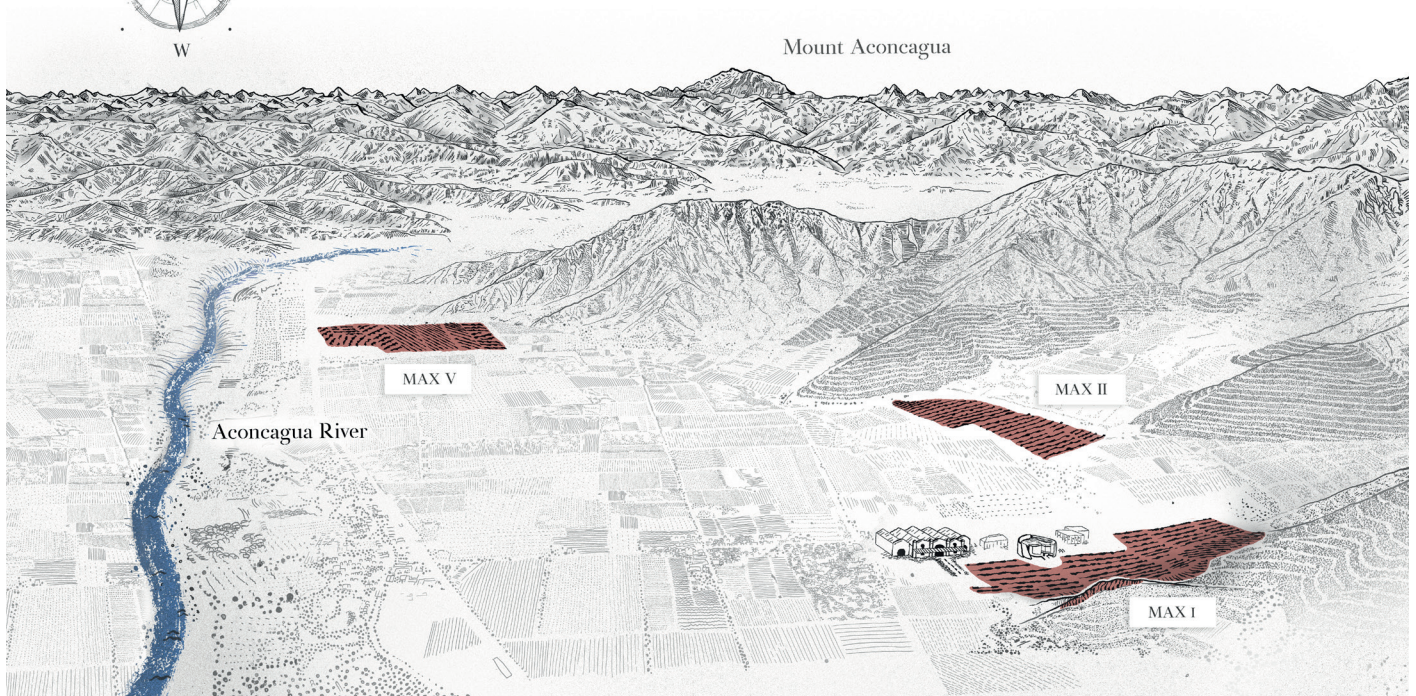 W
Mount Aconcagua
MAX V
MAX II
Aconcagua River
MAX I